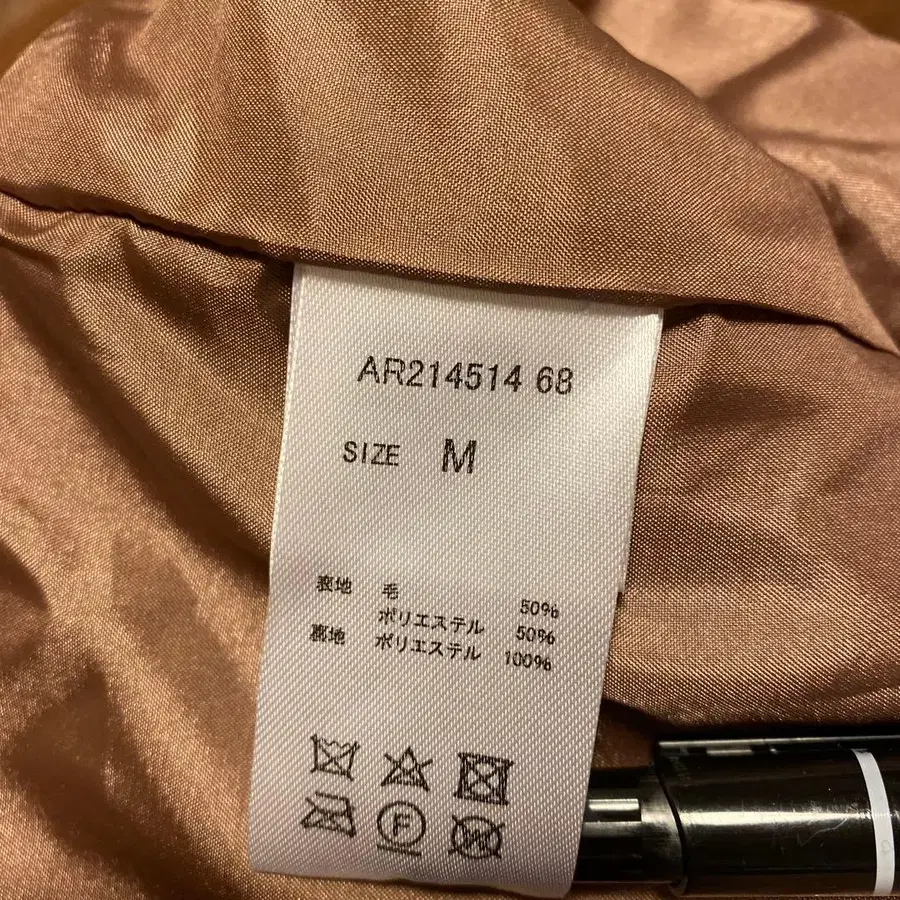 AR214514 68
SIZE M
表地 毛 50%
ポリエステル 50%
裏地 ポリエステル 100%
F
W